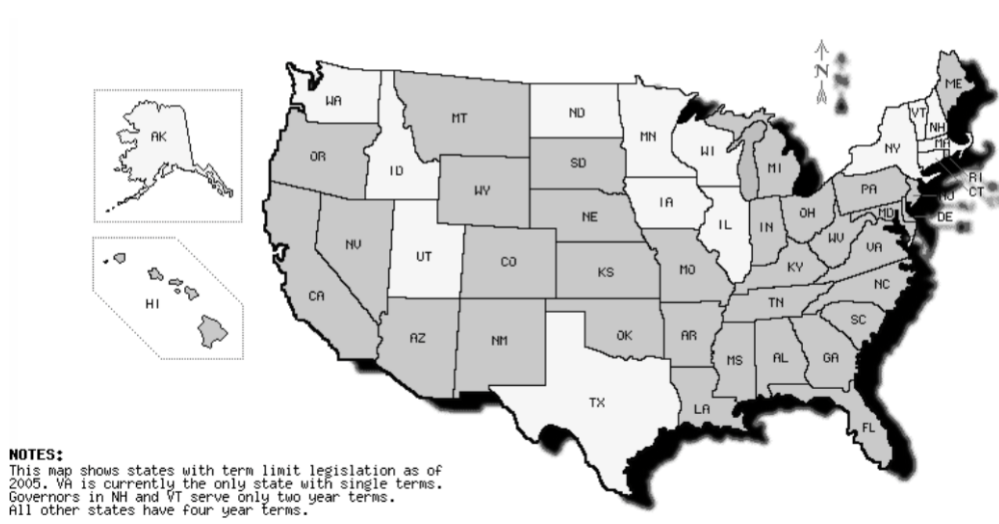 N
ME
WA
VT
NH
MT
ND
MN
MA
AK
OR
ID
SD
WI
MI
NY
RI
CT
WY
NE
IA
PA
NJ
MD
DE
NV
UT
CO
IL
IN
OH
WV
VA
HI
CA
KS
MO
KY
NC
AZ
NM
OK
AR
TN
SC
MS
AL
GA
TX
LA
FL
NOTES:
This map shows states with term limit legislation as of
2005. VA is currently the only state with single terms.
Governors in NH and VT serve only two year terms.
All other states have four year terms.